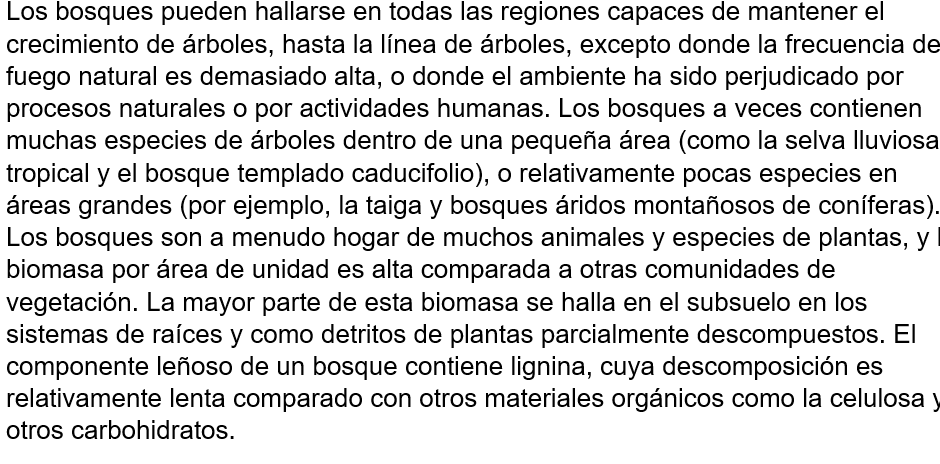 Los bosques pueden hallarse en todas las regiones capaces de mantener el
crecimiento de árboles, hasta la línea de árboles, excepto donde la frecuencia de
fuego natural es demasiado alta, o donde el ambiente ha sido perjudicado por
procesos naturales o por actividades humanas. Los bosques a veces contienen
muchas especies de árboles dentro de una pequeña área (como la selva lluviosa
tropical y el bosque templado caducifolio), o relativamente pocas especies en
áreas grandes (por ejemplo, la taiga y bosques áridos montañosos de coníferas).
Los bosques son a menudo hogar de muchos animales y especies de plantas, y
biomasa por área de unidad es alta comparada a otras comunidades de
vegetación. La mayor parte de esta biomasa se halla en el subsuelo en los
sistemas de raíces y como detritos de plantas parcialmente descompuestos. El
componente leñoso de un bosque contiene lignina, cuya descomposición es
relativamente lenta comparado con otros materiales orgánicos como la celulosa y
otros carbohidratos.